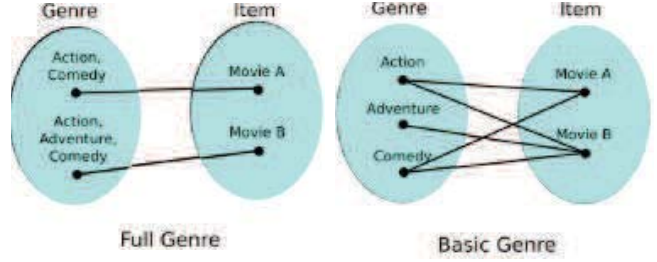 Genre
Item
Action,
Comedy
Movie A
Action,
Adventure,
Comedy
Movie B
Full Genre
Genre
Item
Action
Movie A
Adventure
Movie B
Comedy
Basic Genre